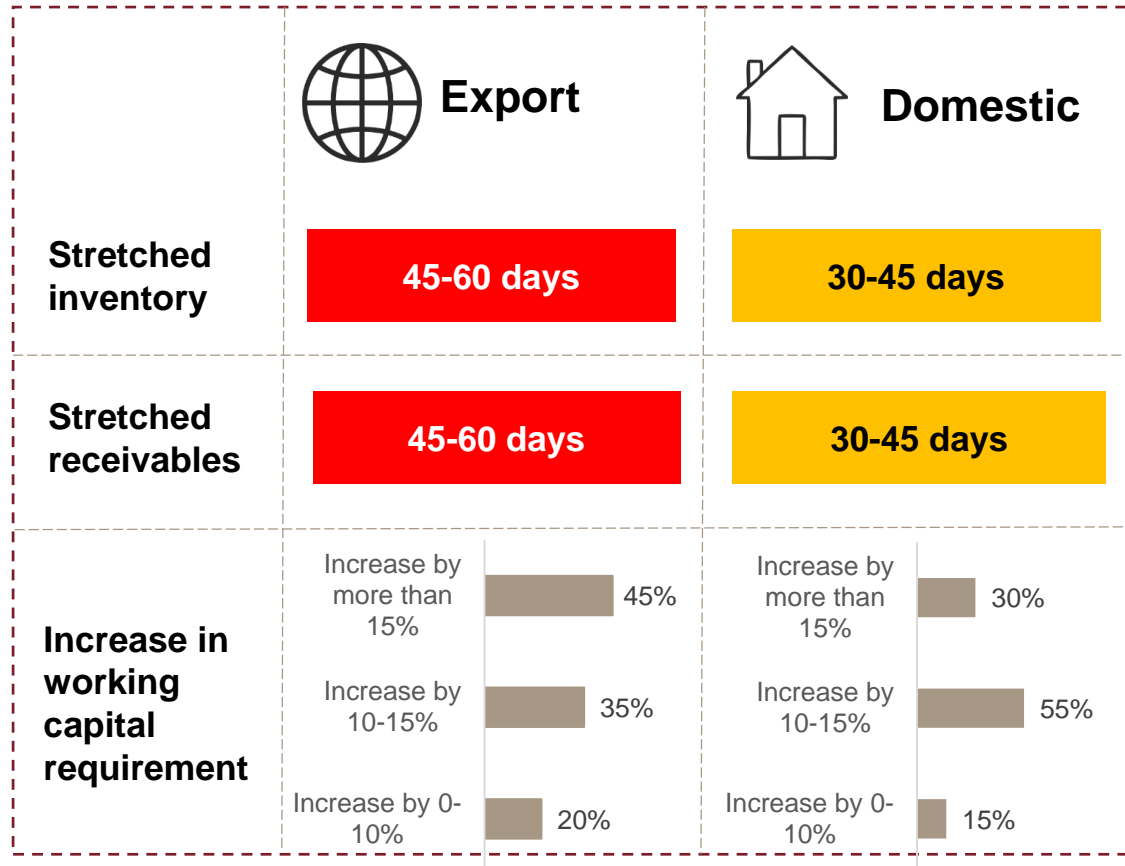 Export
Domestic
Stretched
inventory
45-60 days
30-45 days
Stretched
receivables
45-60 days
30-45 days
Increase in
working
capital
requirement
Increase by
more than
15%
45%
Increase by
10-15%
35%
Increase by 0-
10%
20%
Increase by
more than
15%
30%
Increase by
10-15%
55%
Increase by 0-
10%
15%